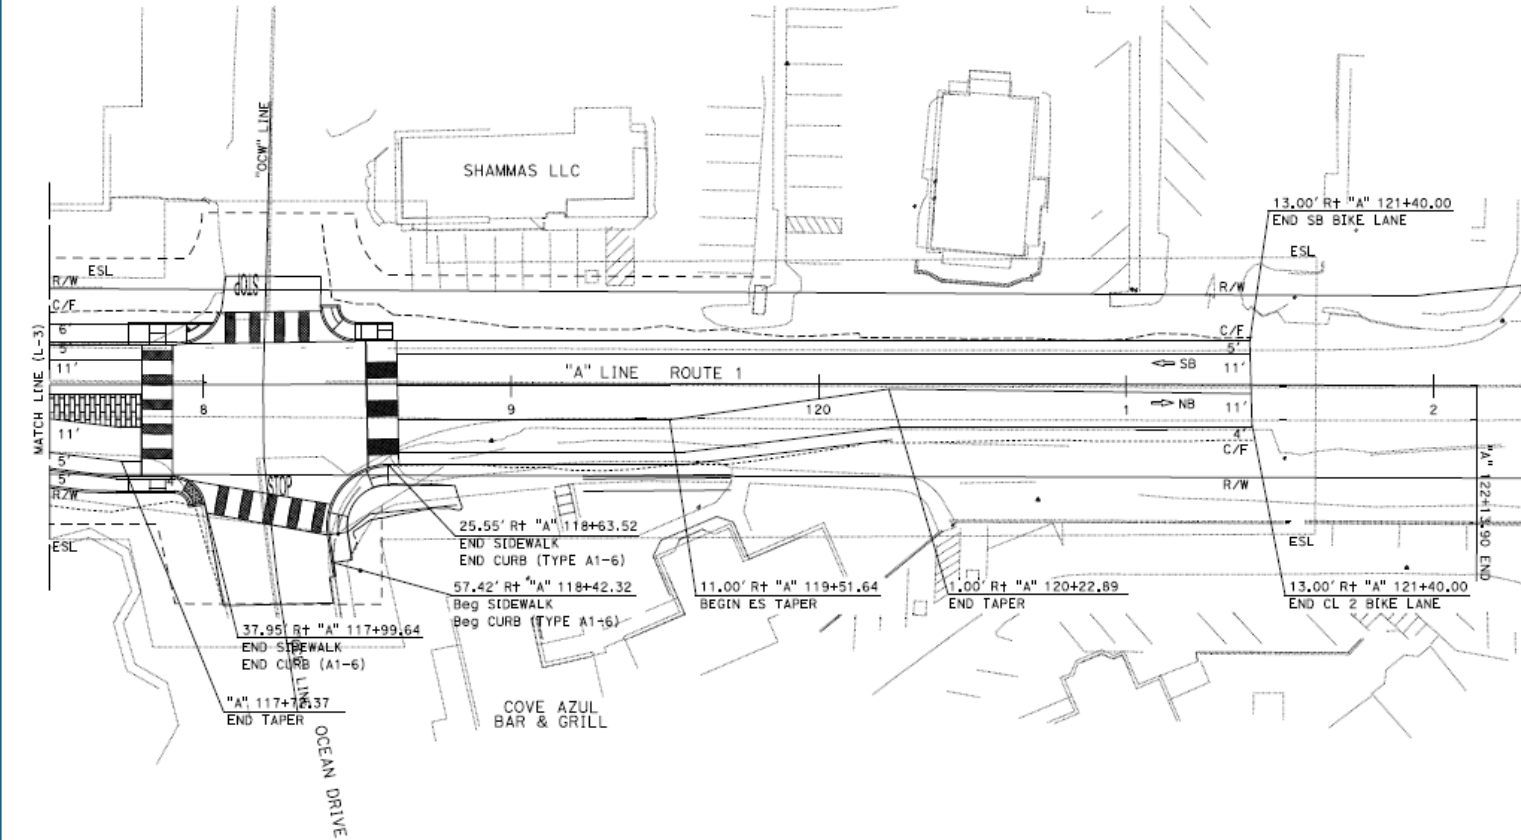 "OCW" LINE
SHAMMAS LLC
13.00' Rt "A" 121+40.00
END SB BIKE LANE
ESL
ESL
R/W
STOP
R/W
C/F
C/F
6'
5'
5'
11'
11'
MATCH LINE (L-3)
"A" LINE ROUTE 1
SB
8
9
120
1
2
NB
11'
11'
4'
C/F
5'
5'
R/W
R/W
STOP
ESL
ESL
"A" 122+13.90 END
25.55' Rt "A" 118+63.52
END SIDEWALK
END CURB (TYPE A1-6)
57.42' Rt "A" 118+42.32
Beg SIDEWALK
Beg CURB (TYPE A1-6)
11.00' Rt "A" 119+51.64
BEGIN ES TAPER
1.00' Rt "A" 120+22.89
END TAPER
13.00' Rt "A" 121+40.00
END CL 2 BIKE LANE
37.95' Rt "A" 117+99.64
END SIDEWALK
END CURB (A1-6)
LINE
END TAPER
COVE AZUL
BAR & GRILL
OCEAN DRIVE